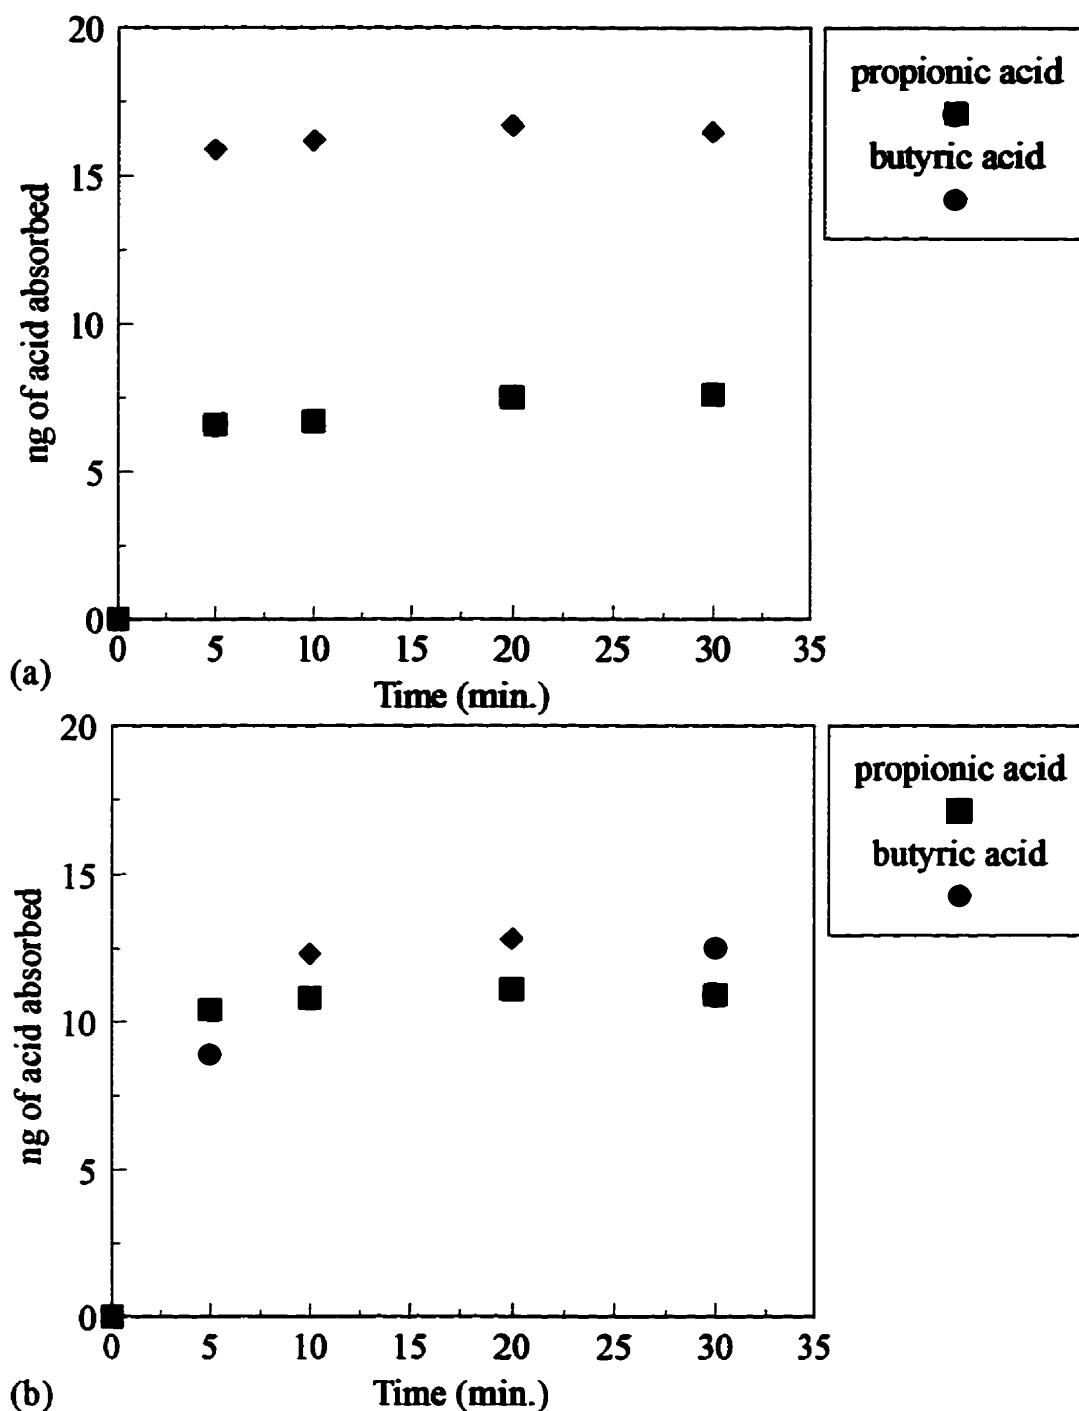 20
15
10
5
0
ng of acid absorbed
0 5 10 15 20 25 30 35
Time (min.)
(a)
propionic acid
butyric acid
20
15
10
5
0
ng of acid absorbed
0 5 10 15 20 25 30 35
Time (min.)
(b)
propionic acid
butyric acid